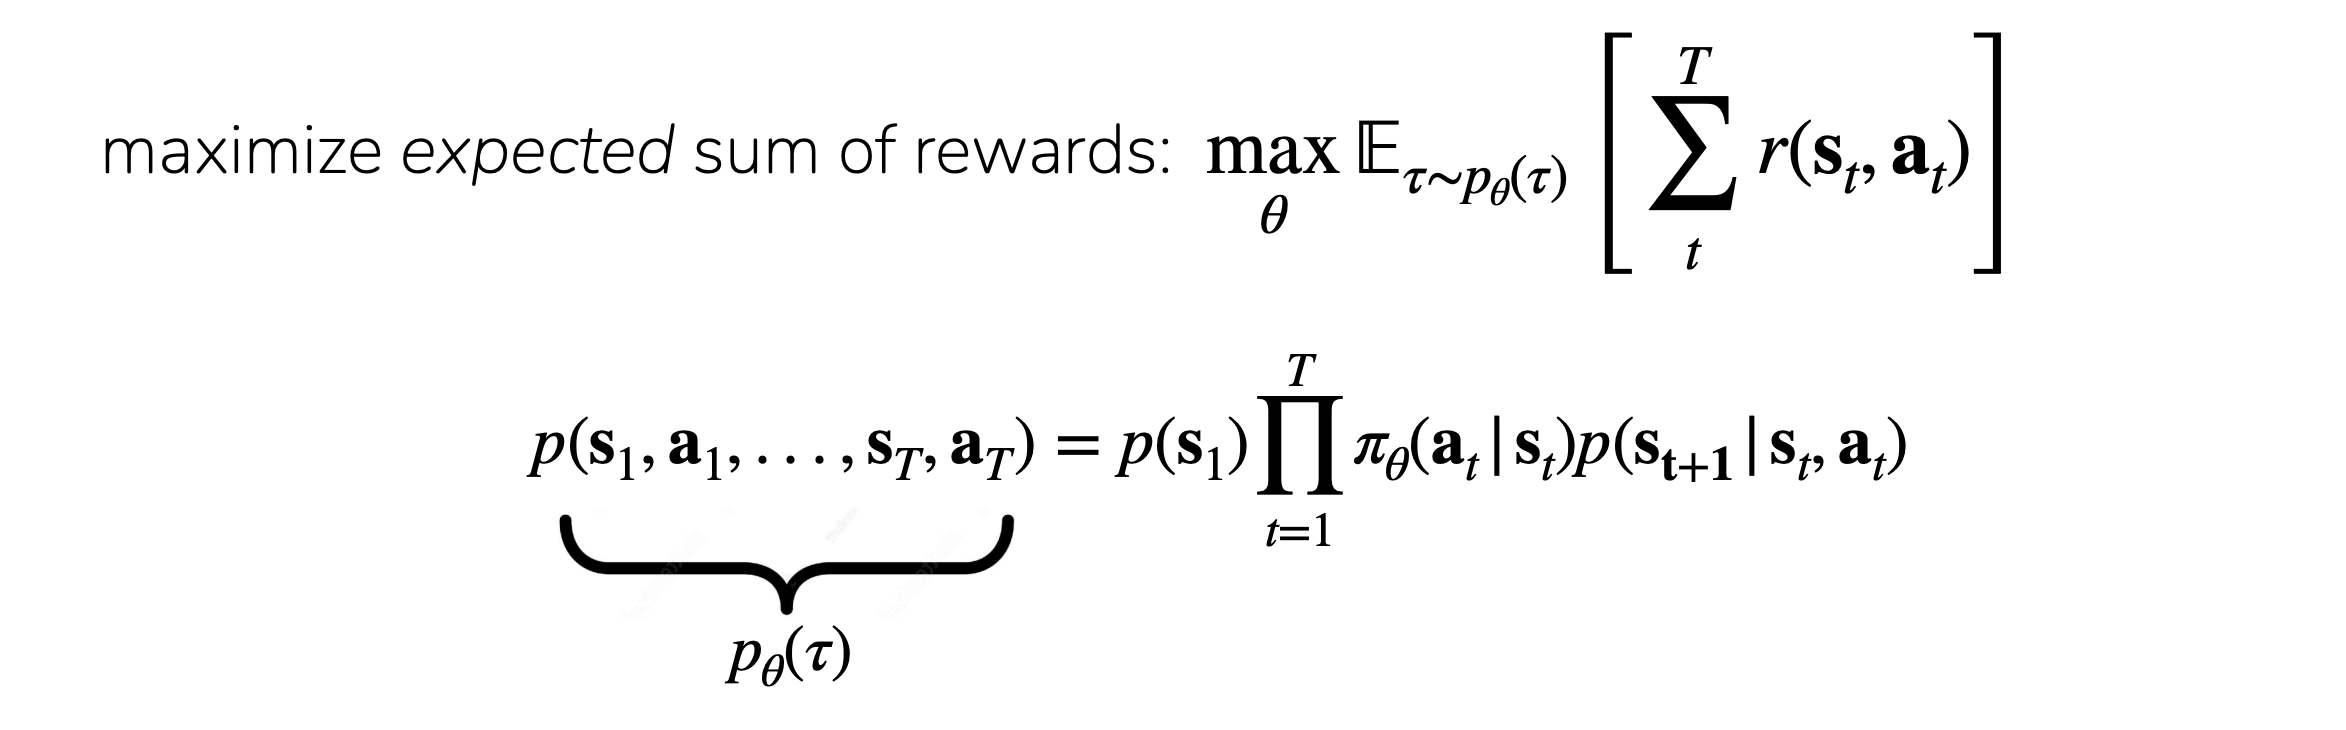 maximize expected sum of rewards: max_θ 𝔼_{τ∼p_θ(τ)} [ ∑_t^T r(𝐬_t, 𝐚_t) ]
p(𝐬_1, 𝐚_1, . . . , 𝐬_T, 𝐚_T) = p(𝐬_1) ∏_{t=1}^T π_θ(𝐚_t | 𝐬_t)p(𝐬_{𝐭+𝟏} | 𝐬_t, 𝐚_t)
p_θ(τ)